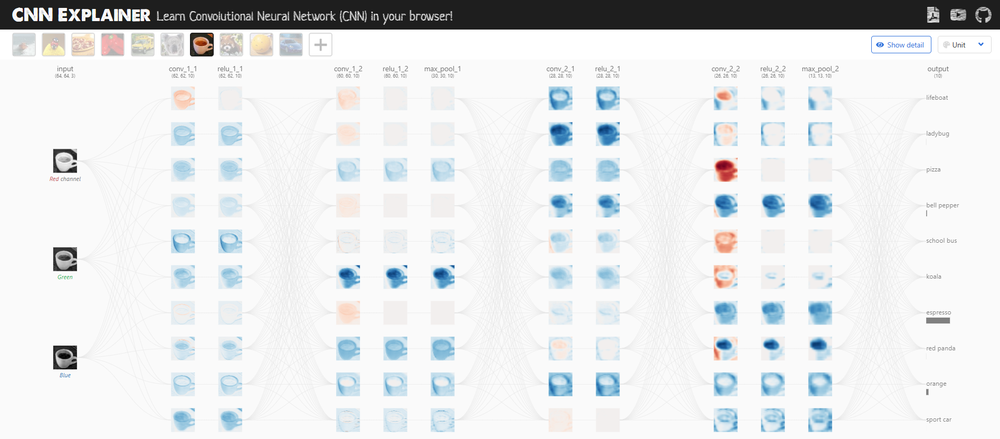 CNN EXPLAINER Learn Convolutional Neural Network (CNN) in your browser!
Show detail
Unit
input conv_1_1 relu_1_1 conv_1_2 relu_1_2 max_pool_1 conv_2_1 relu_2_1 conv_2_2 relu_2_2 max_pool_2 output
(64, 64, 3) (62, 62, 10) (62, 62, 10) (60, 60, 10) (60, 60, 10) (30, 30, 10) (28, 28, 10) (28, 28, 10) (26, 26, 10) (26, 26, 10) (13, 13, 10) (10)
lifeboat
ladybug
Red channel
pizza
bell pepper
school bus
Green
koala
espresso
red panda
Blue
orange
sport car